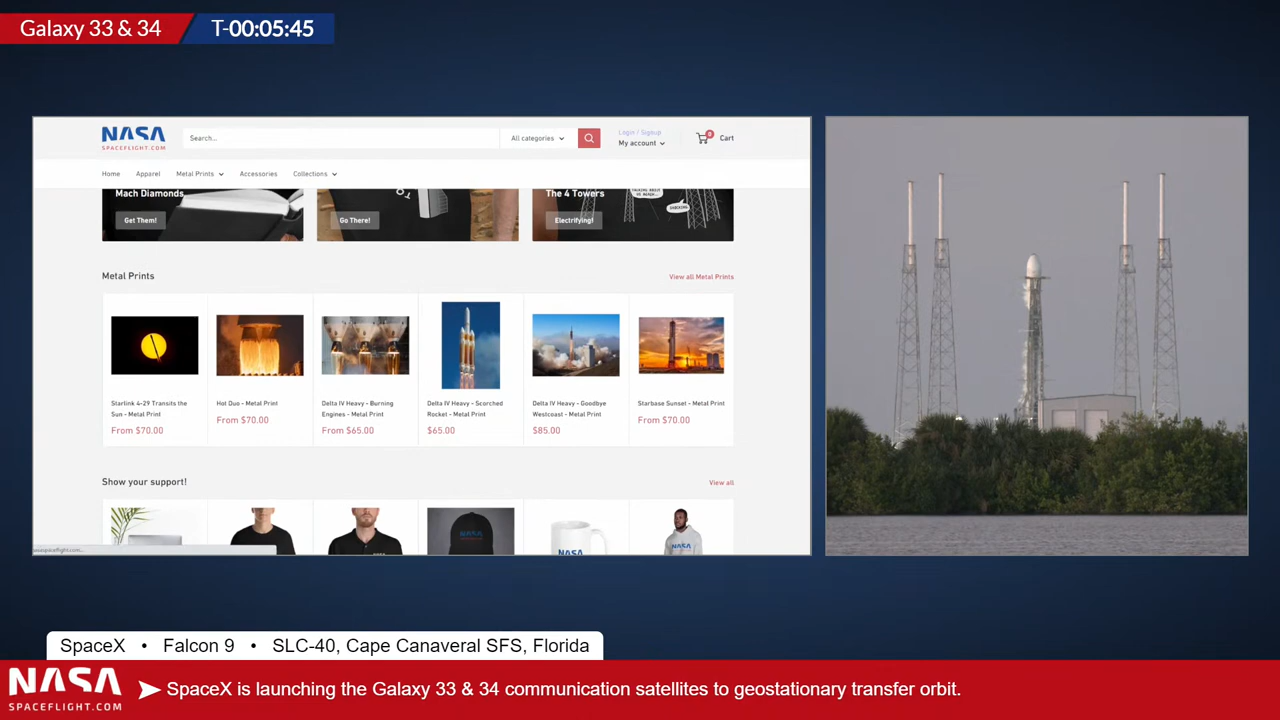 Galaxy 33 & 34
T-00:05:45
NASA
SPACEFLIGHT.COM
Search...
All categories
Login / Signup
My account
0
Cart
Home
Apparel
Metal Prints
Accessories
Collections
Mach Diamonds
Get Them!
Go There!
The 4 Towers
Electrifying!
SHOCKING.
Metal Prints
View all Metal Prints
Starlink 4-29 Transits the
Sun - Metal Print
From $70.00
Hot Duo - Metal Print
From $70.00
Delta IV Heavy - Burning
Engines - Metal Print
From $65.00
Delta IV Heavy - Scorched
Rocket - Metal Print
$65.00
Delta IV Heavy - Goodbye
Westcoast - Metal Print
$85.00
Starbase Sunset - Metal Print
From $70.00
Show your support!
View all
NASA
NASA
NASA
SpaceX • Falcon 9 • SLC-40, Cape Canaveral SFS, Florida
NASA
SPACEFLIGHT.COM
SpaceX is launching the Galaxy 33 & 34 communication satellites to geostationary transfer orbit.